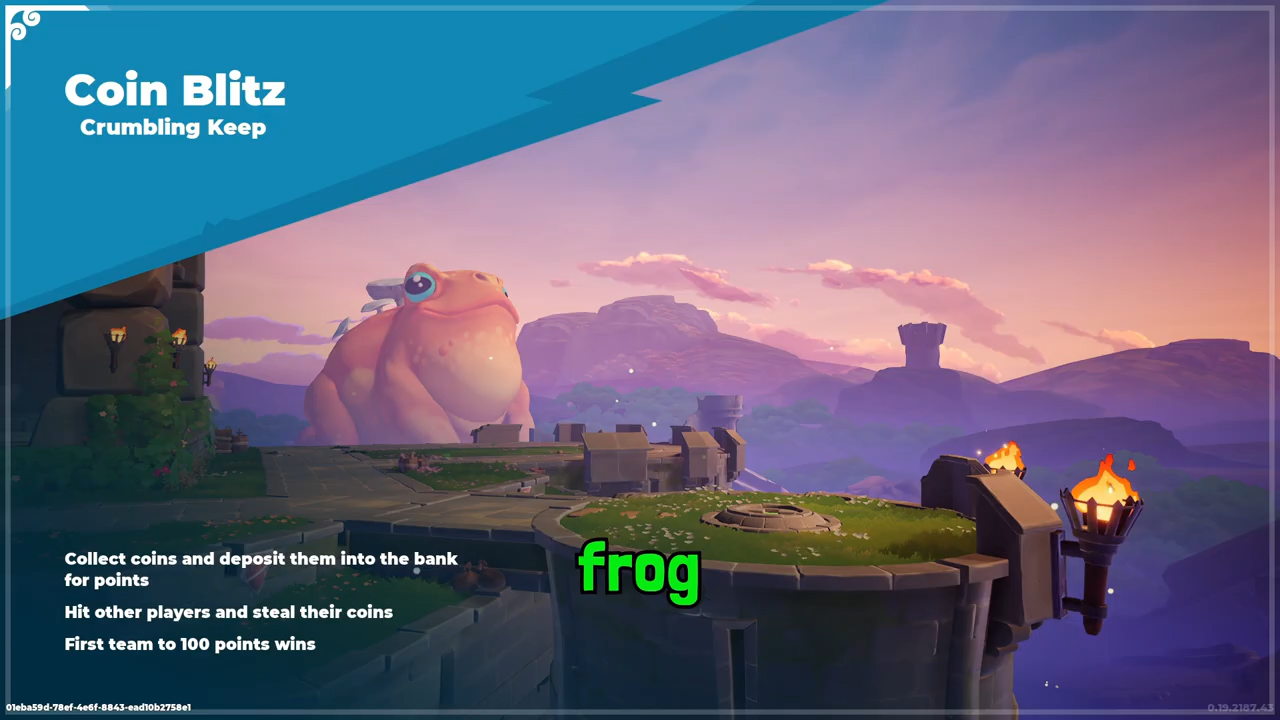 Coin Blitz
Crumbling Keep
frog
Collect coins and deposit them into the bank
for points
Hit other players and steal their coins
First team to 100 points wins
01eba59d-78ef-4e6f-8843-ead10b2758e1
0.19.2187.43